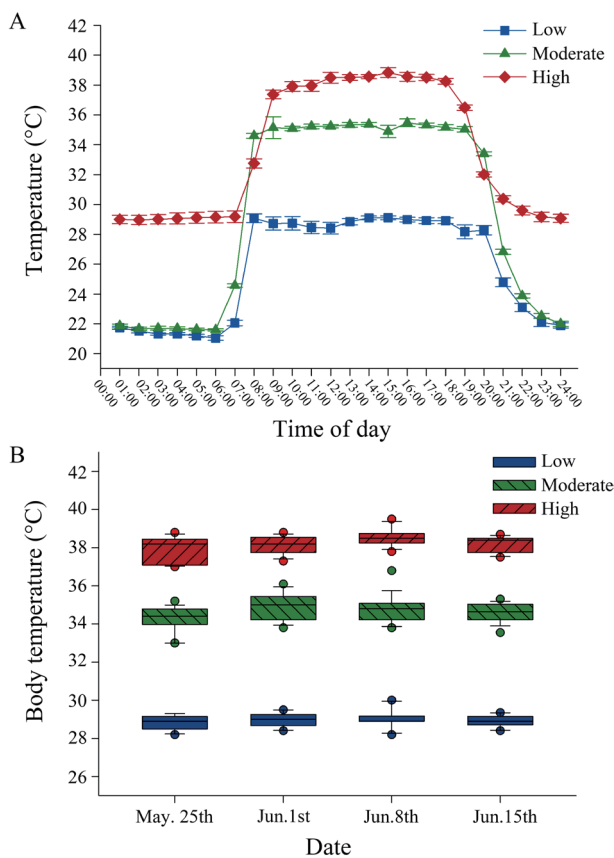 A
Low
Moderate
High
42
40
38
36
34
32
30
28
26
24
22
20
Temperature (°C)
00:00
01:00
02:00
03:00
04:00
05:00
06:00
07:00
08:00
09:00
10:00
11:00
12:00
13:00
14:00
15:00
16:00
17:00
18:00
19:00
20:00
21:00
22:00
23:00
24:00
Time of day
B
Low
Moderate
High
42
40
38
36
34
30
28
26
Body temperature (°C)
May. 25th
Jun.1st
Jun.8th
Jun.15th
Date